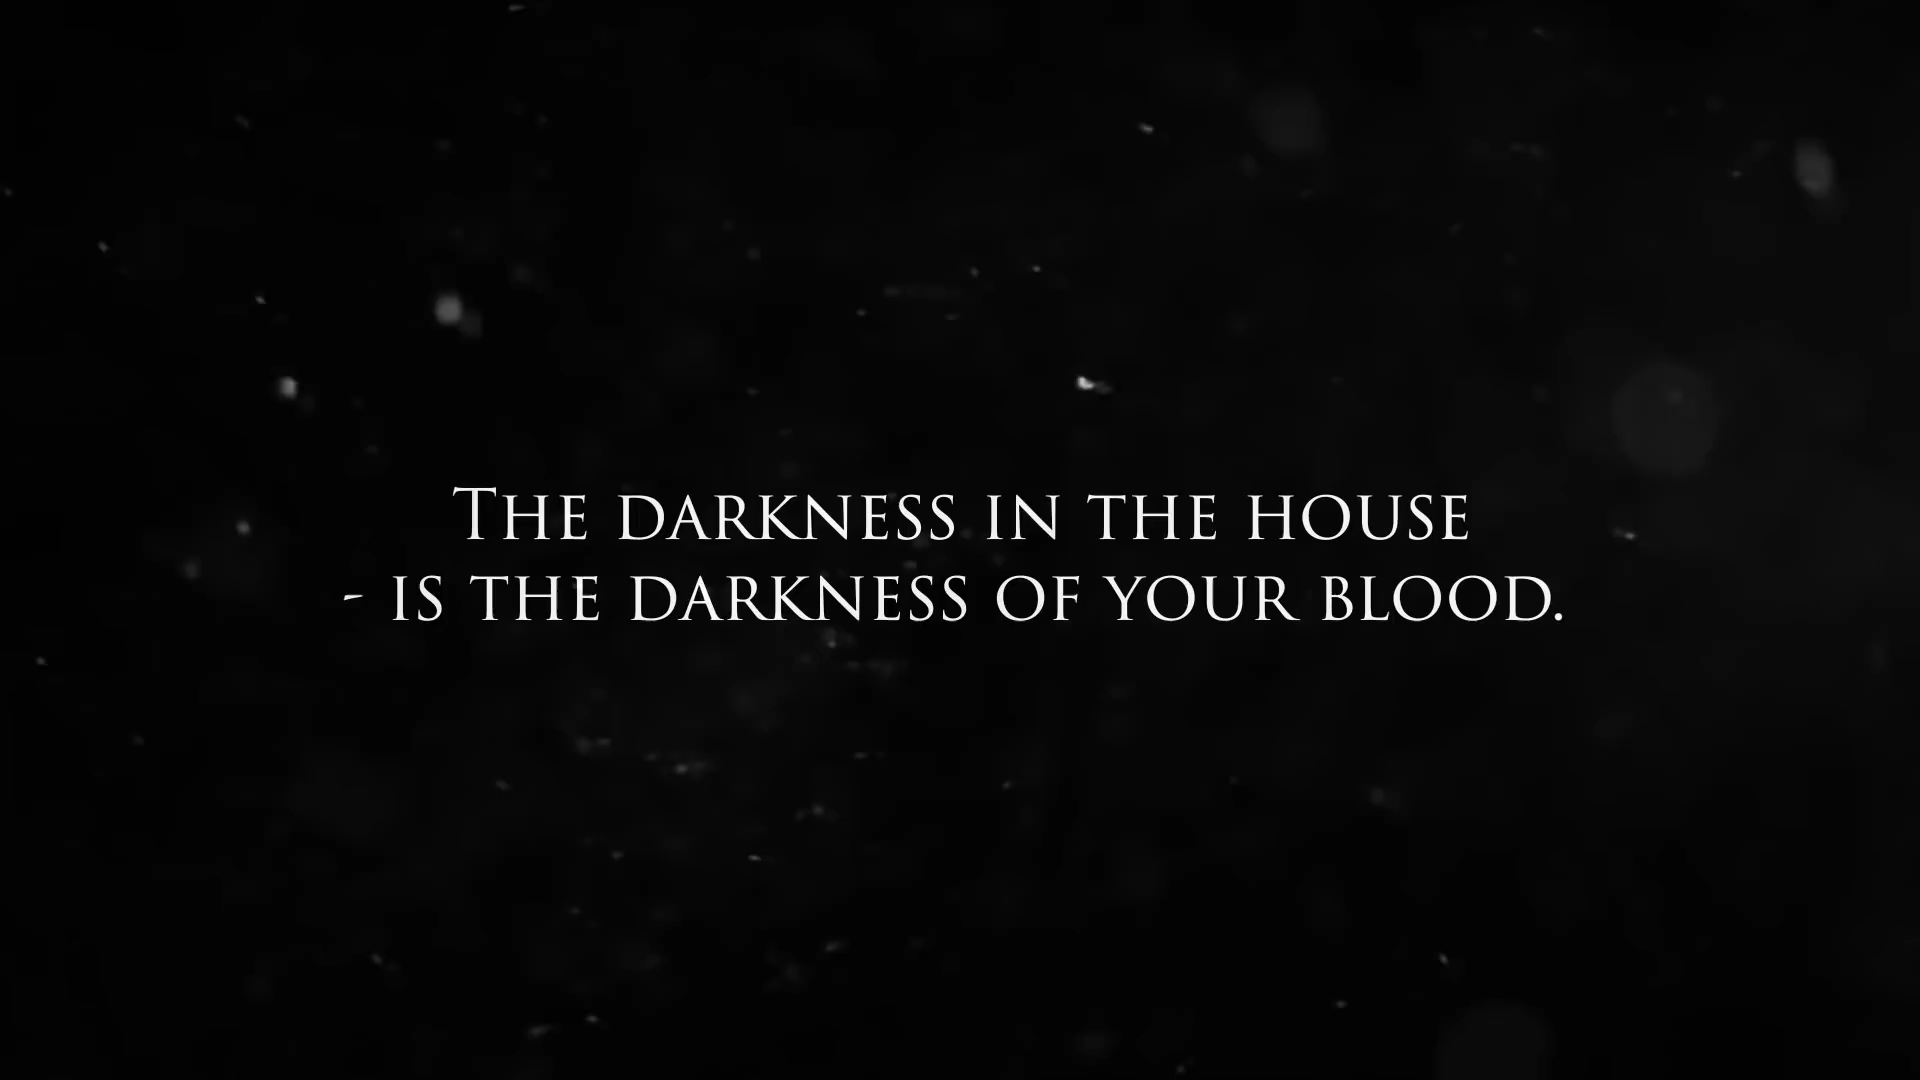 The darkness in the house
- is the darkness of your blood.